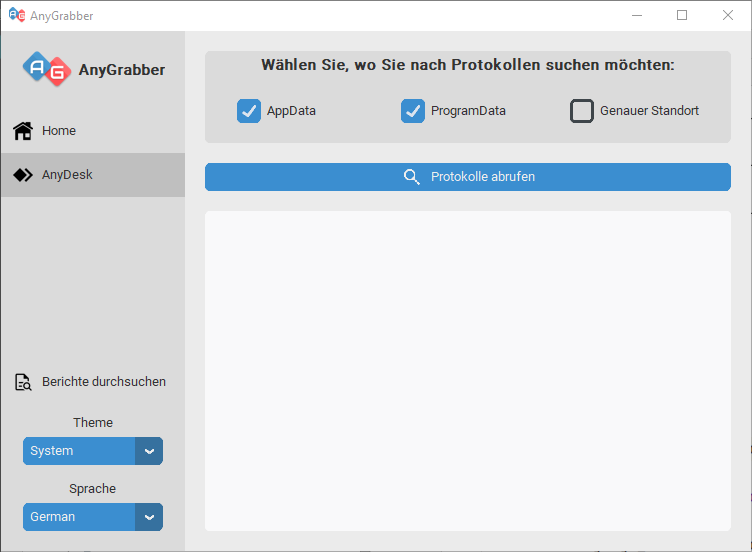 AnyGrabber
AG AnyGrabber
Home
AnyDesk
Berichte durchsuchen
Theme
System
Sprache
German
Wählen Sie, wo Sie nach Protokollen suchen möchten:
AppData
ProgramData
Genauer Standort
Protokolle abrufen